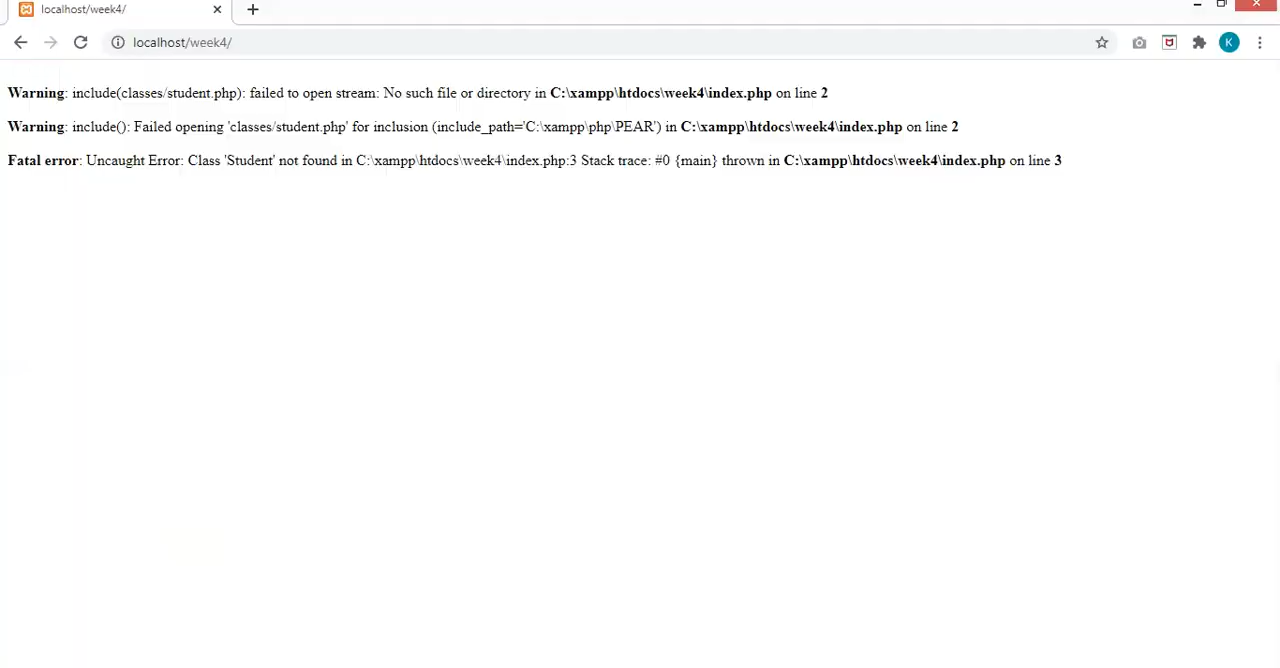 localhost/week4/
localhost/week4/
K
Warning: include(classes/student.php): failed to open stream: No such file or directory in C:\xampp\htdocs\week4\index.php on line 2
Warning: include(): Failed opening 'classes/student.php' for inclusion (include_path='C:\xampp\php\PEAR') in C:\xampp\htdocs\week4\index.php on line 2
Fatal error: Uncaught Error: Class 'Student' not found in C:\xampp\htdocs\week4\index.php:3 Stack trace: #0 {main} thrown in C:\xampp\htdocs\week4\index.php on line 3